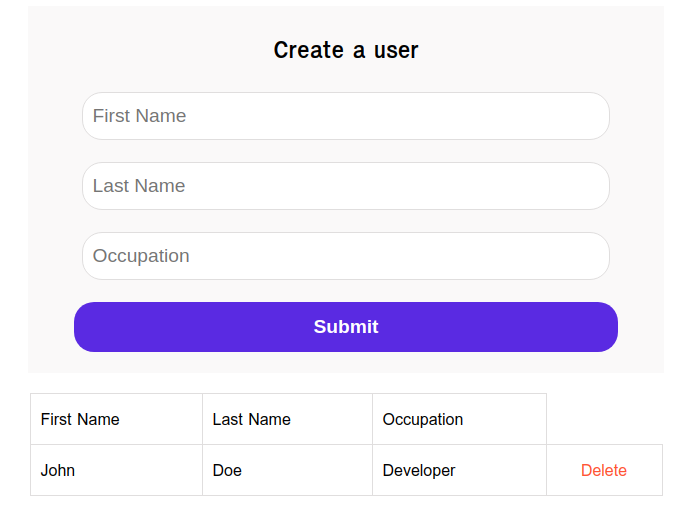 Create a user
First Name
Last Name
Occupation
Submit
First Name Last Name Occupation
John Doe Developer Delete